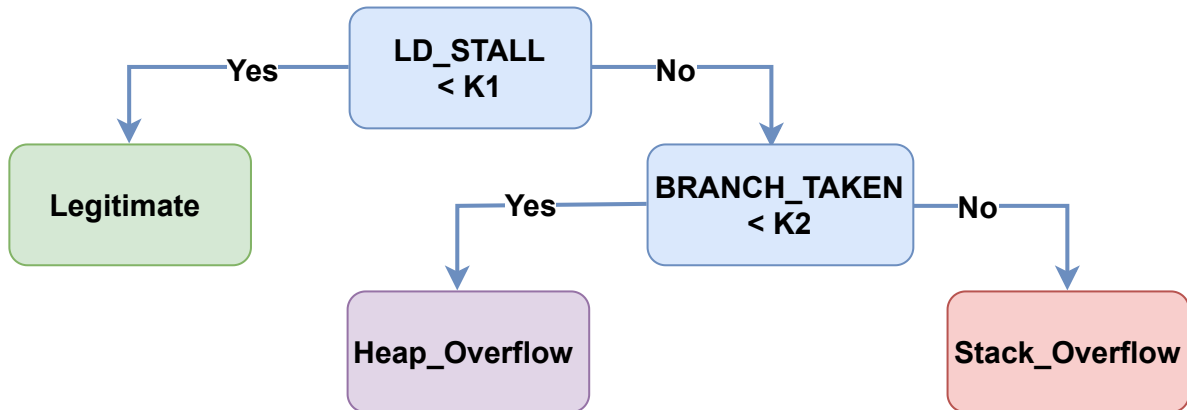 LD_STALL
< K1
Yes
No
Legitimate
BRANCH_TAKEN
< K2
Yes
No
Heap_Overflow
Stack_Overflow